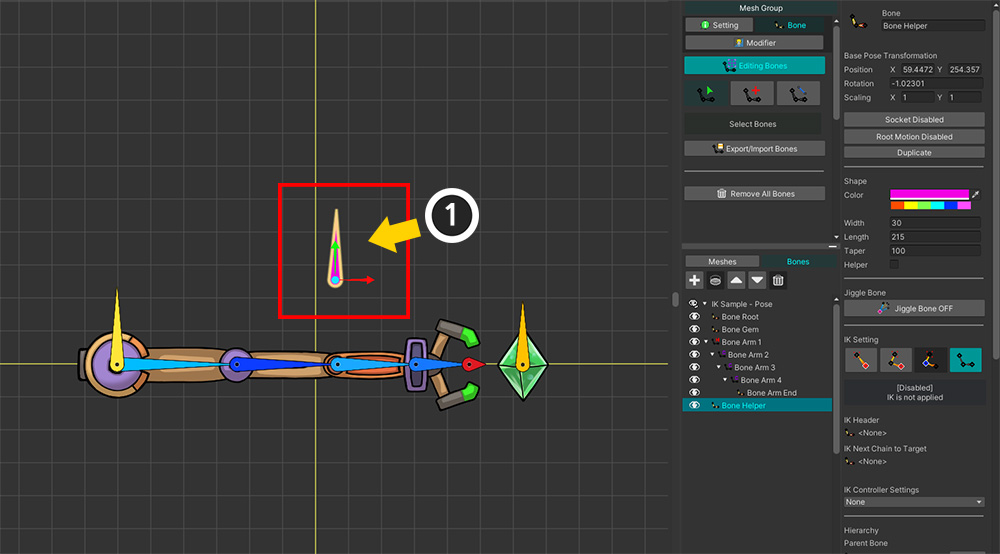 1
Mesh Group
Setting
Bone
Modifier
Editing Bones
Select Bones
Export/Import Bones
Remove All Bones
Meshes
Bones
IK Sample - Pose
Bone Root
Bone Gem
Bone Arm 1
Bone Arm 2
Bone Arm 3
Bone Arm 4
Bone Arm End
Bone Helper
Bone
Bone Helper
Base Pose Transformation
Position X 59.4472 Y 254.357
Rotation -1.02301
Scaling X 1 Y 1
Socket Disabled
Root Motion Disabled
Duplicate
Shape
Color
Width 30
Length 215
Taper 100
Helper
Jiggle Bone
Jiggle Bone OFF
IK Setting
[Disabled]
IK is not applied
IK Header
<None>
IK Next Chain to Target
<None>
IK Controller Settings
None
Hierarchy
Parent Bone